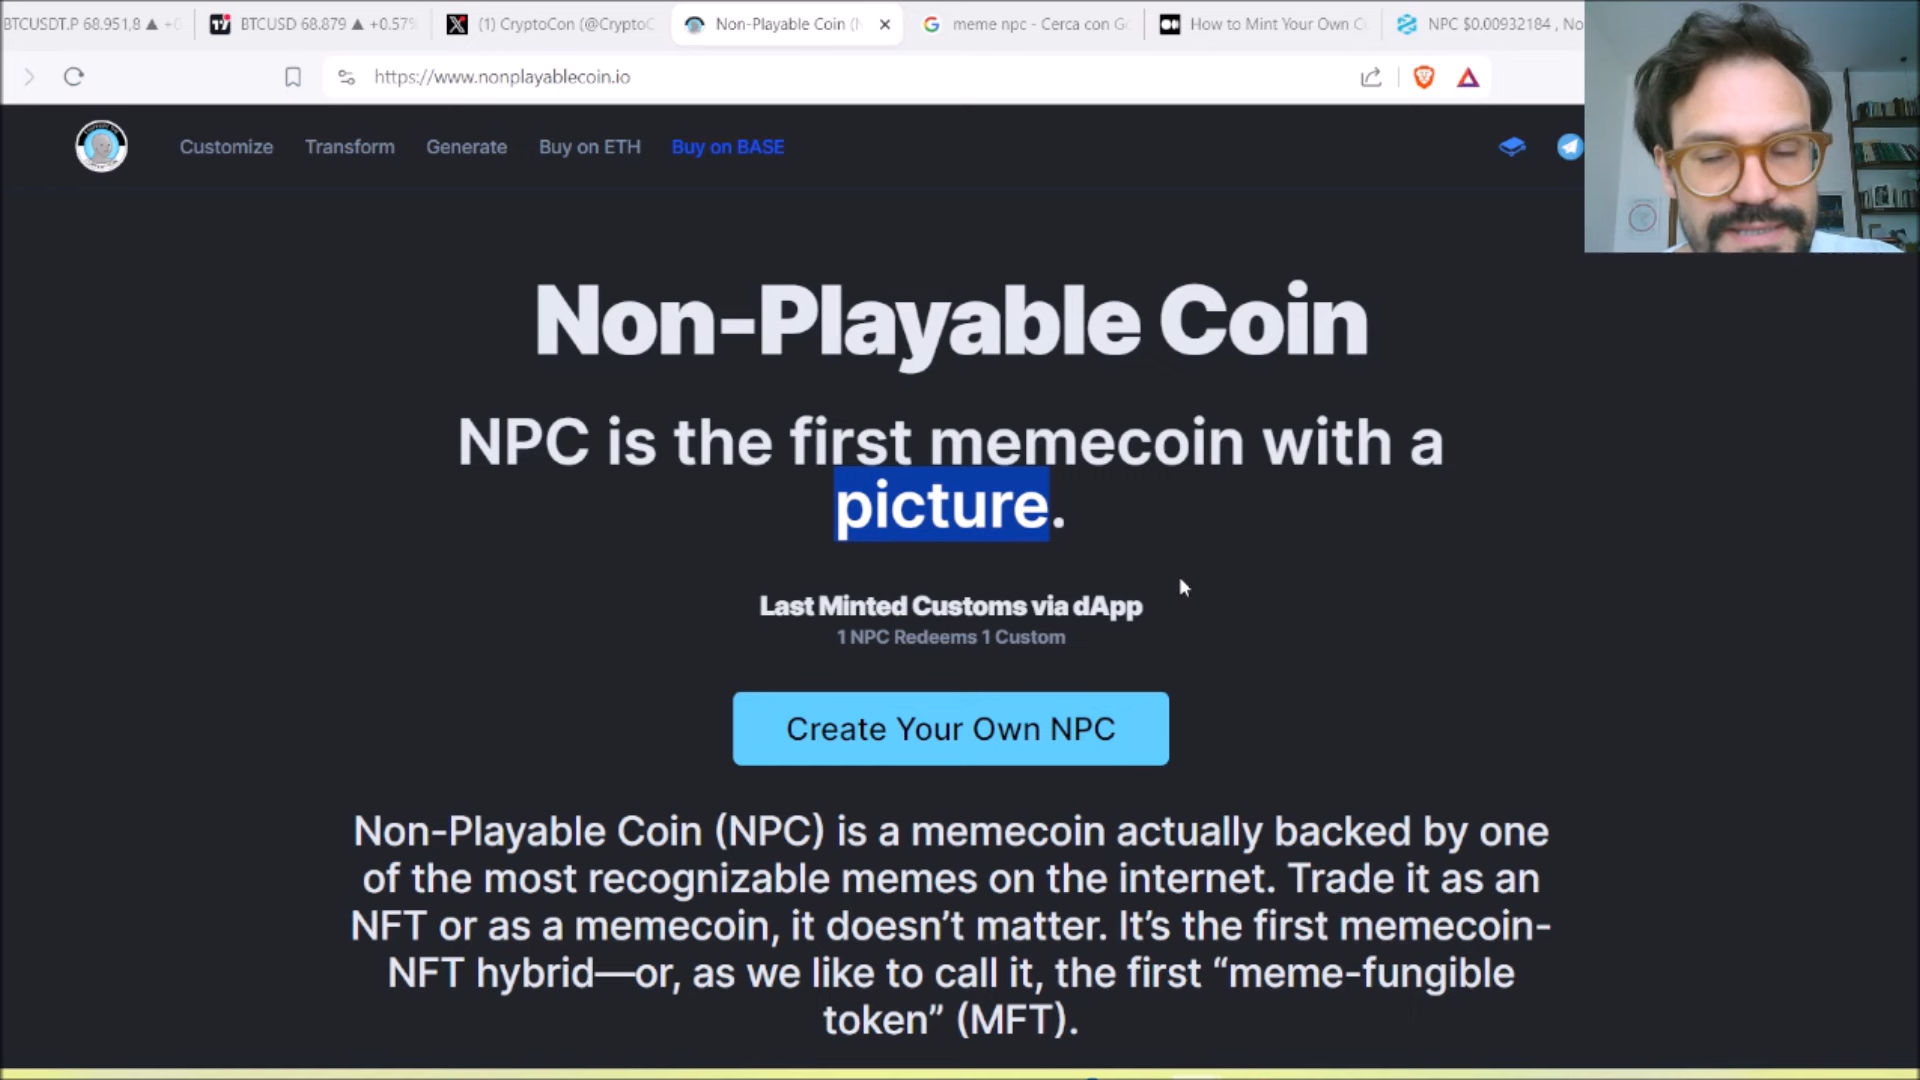 BTCUSDT.P 68.951,8 ▲ +0
BTCUSD 68.879 ▲ +0.57%
(1) CryptoCon (@CryptoC
Non-Playable Coin (N
meme npc - Cerca con Go
How to Mint Your Own C
NPC $0.00932184 , No
https://www.nonplayablecoin.io
Customize
Transform
Generate
Buy on ETH
Buy on BASE
Non-Playable Coin
NPC is the first memecoin with a
picture.
Last Minted Customs via dApp
1 NPC Redeems 1 Custom
Create Your Own NPC
Non-Playable Coin (NPC) is a memecoin actually backed by one
of the most recognizable memes on the internet. Trade it as an
NFT or as a memecoin, it doesn't matter. It's the first memecoin-
NFT hybrid—or, as we like to call it, the first “meme-fungible
token” (MFT).